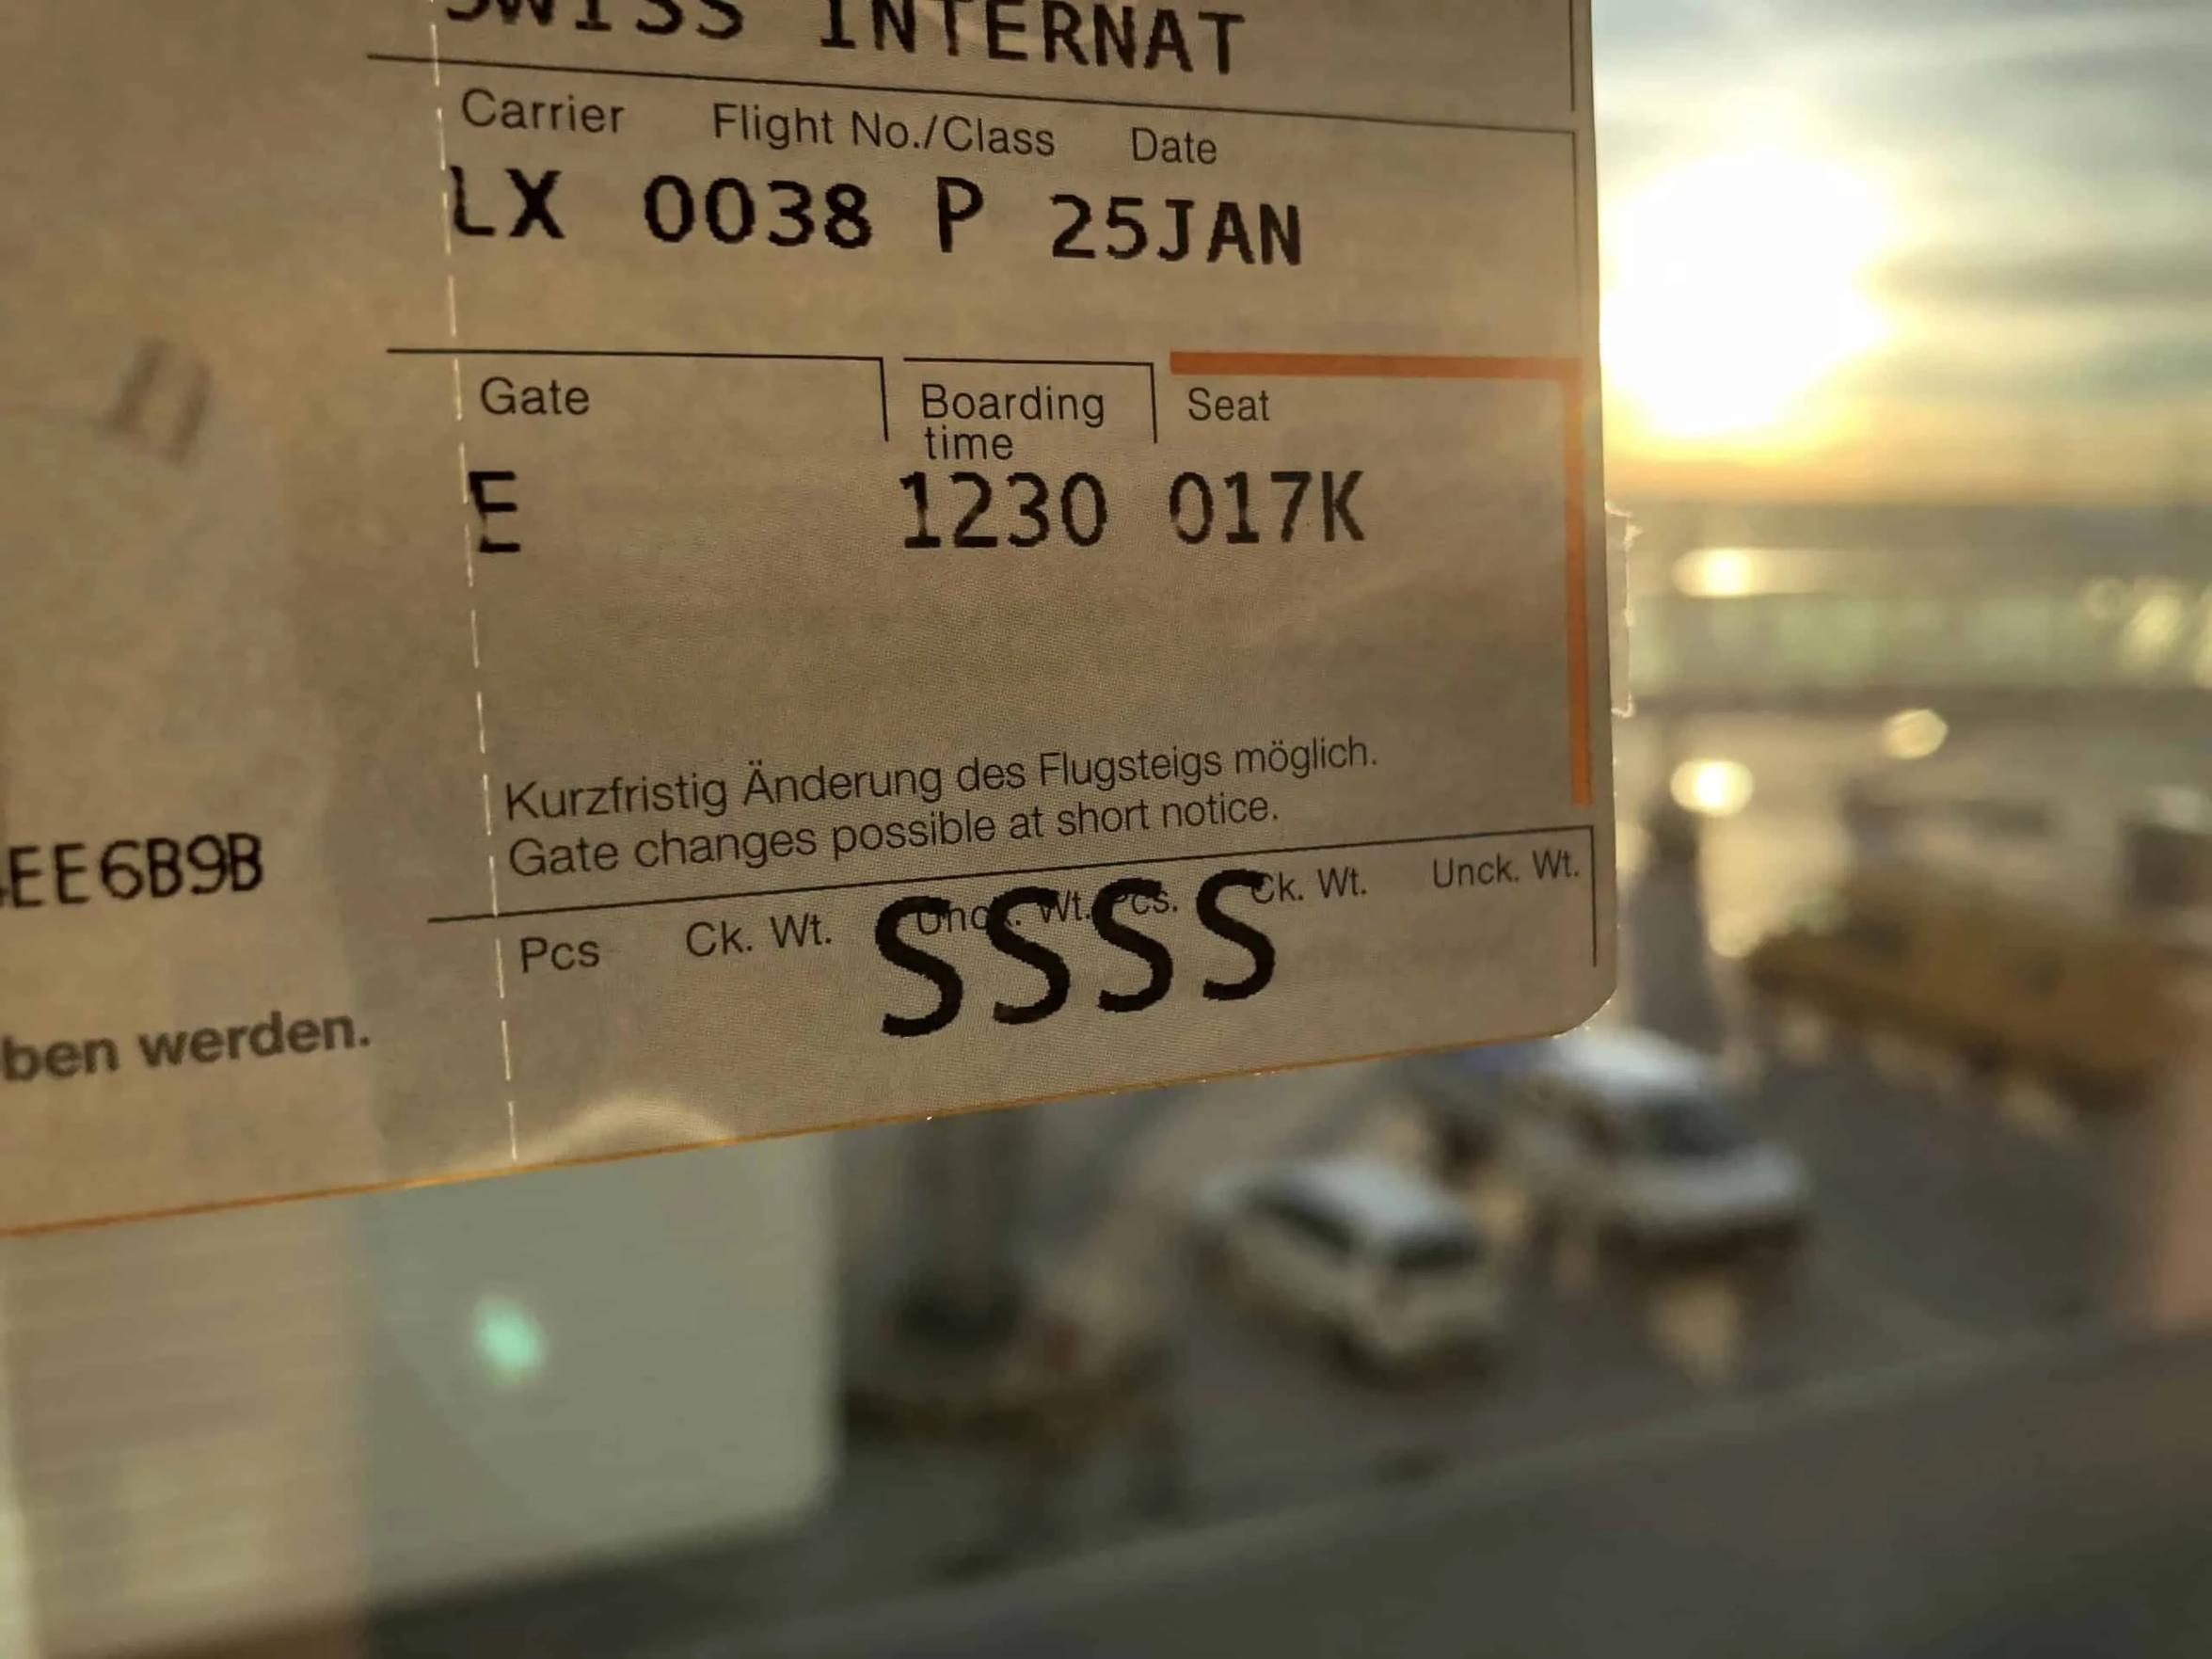 SWISS INTERNAT
Carrier Flight No./Class Date
LX 0038 P 25JAN
Gate Boarding time Seat
E 1230 017K
Kurzfristig Änderung des Flugsteigs möglich.
Gate changes possible at short notice.
EE6B9B
Pcs Ck. Wt. Unck. Wt. Pcs. Ck. Wt. Unck. Wt.
SSSS
ben werden.